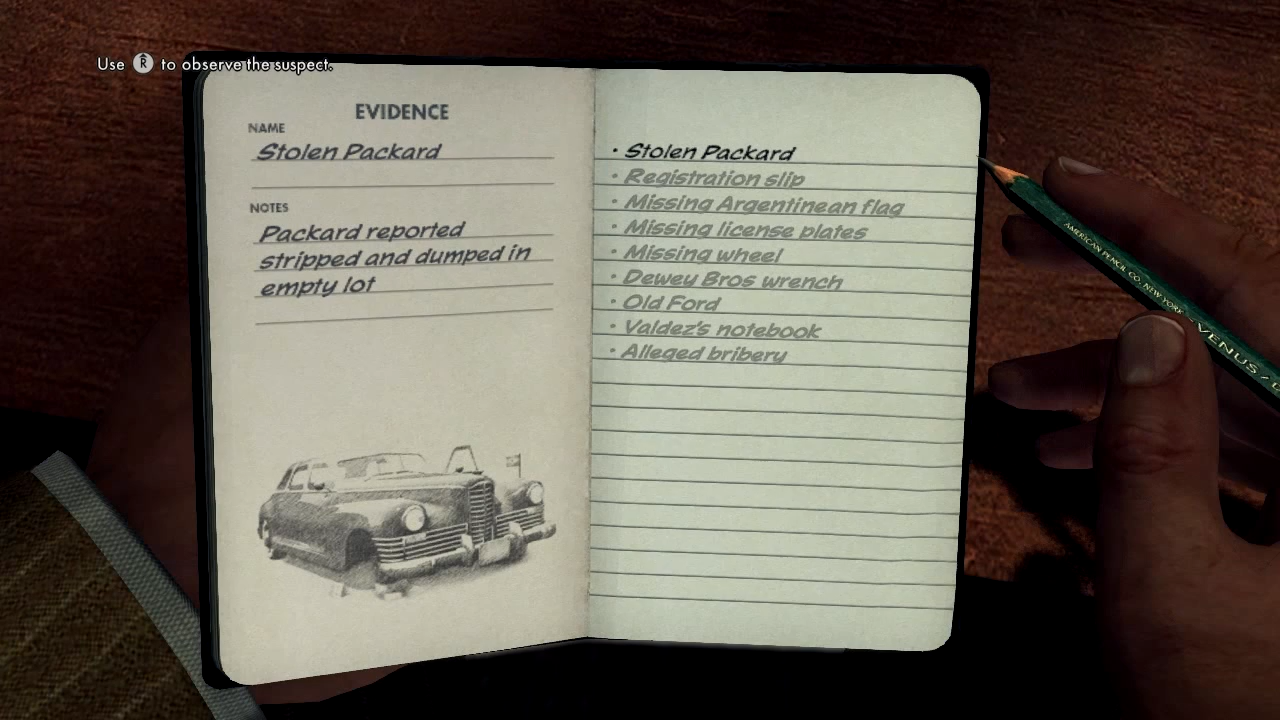 Use R to observe the suspect.
EVIDENCE
NAME
Stolen Packard
NOTES
Packard reported
stripped and dumped in
empty lot
• Stolen Packard
• Registration slip
• Missing Argentinean flag
• Missing license plates
• Missing wheel
• Dewey Bros wrench
• Old Ford
• Valdez's notebook
• Alleged bribery
AMERICAN PENCIL CO. NEW YORK
VENUS /